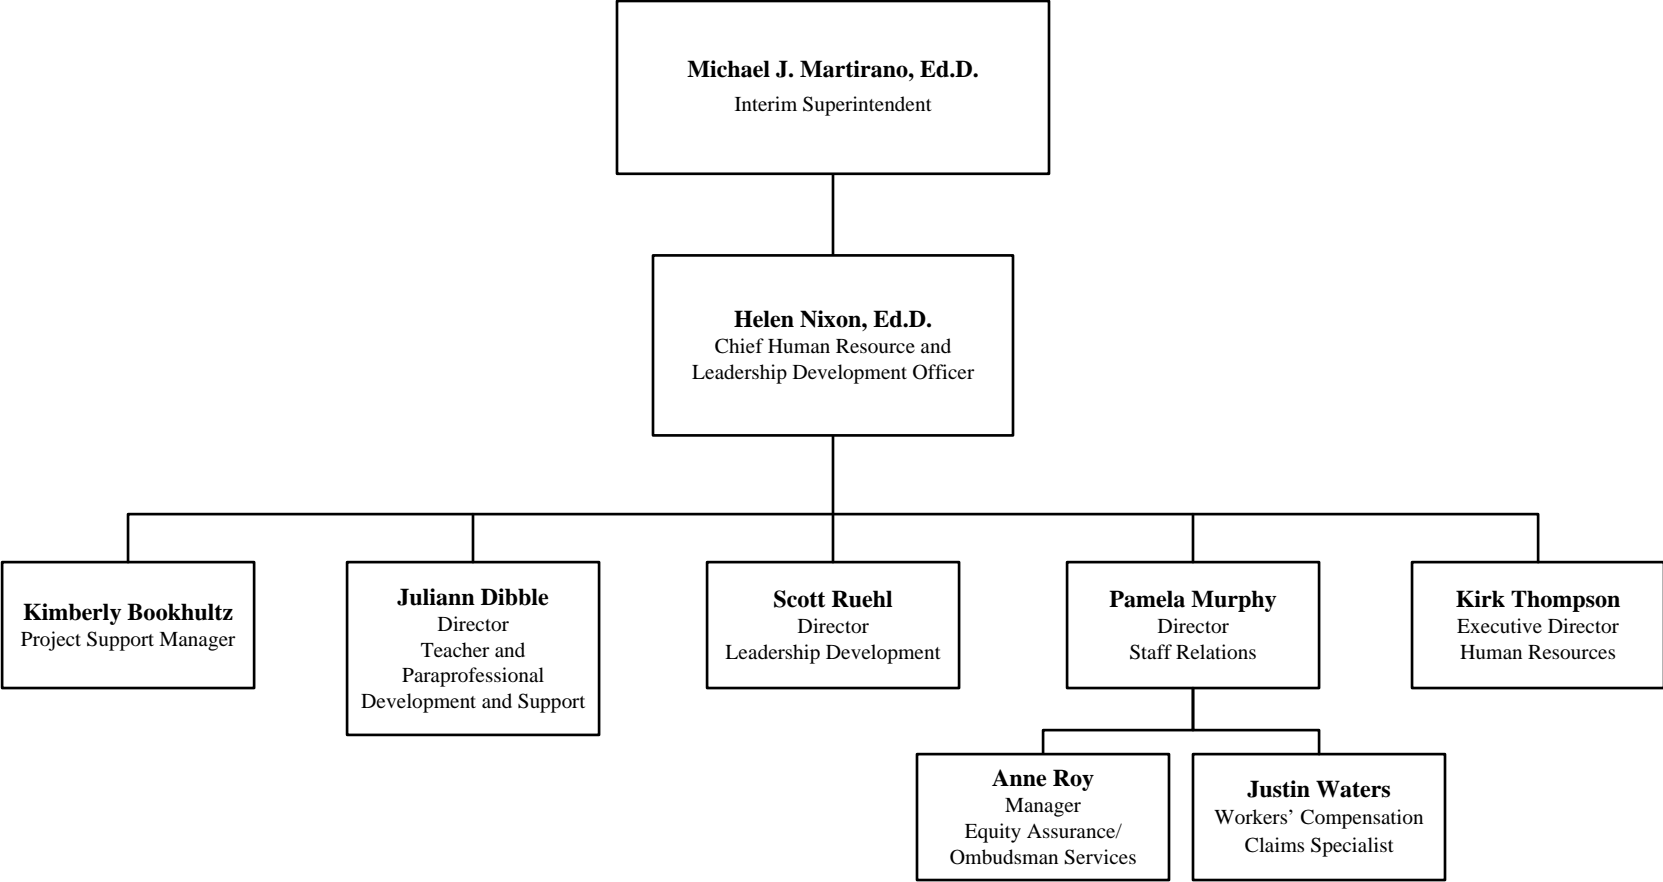 Michael J. Martirano, Ed.D.
Interim Superintendent
Helen Nixon, Ed.D.
Chief Human Resource and
Leadership Development Officer
Kimberly Bookhultz
Project Support Manager
Juliann Dibble
Director
Teacher and
Paraprofessional
Development and Support
Scott Ruehl
Director
Leadership Development
Pamela Murphy
Director
Staff Relations
Kirk Thompson
Executive Director
Human Resources
Anne Roy
Manager
Equity Assurance/
Ombudsman Services
Justin Waters
Workers’ Compensation
Claims Specialist